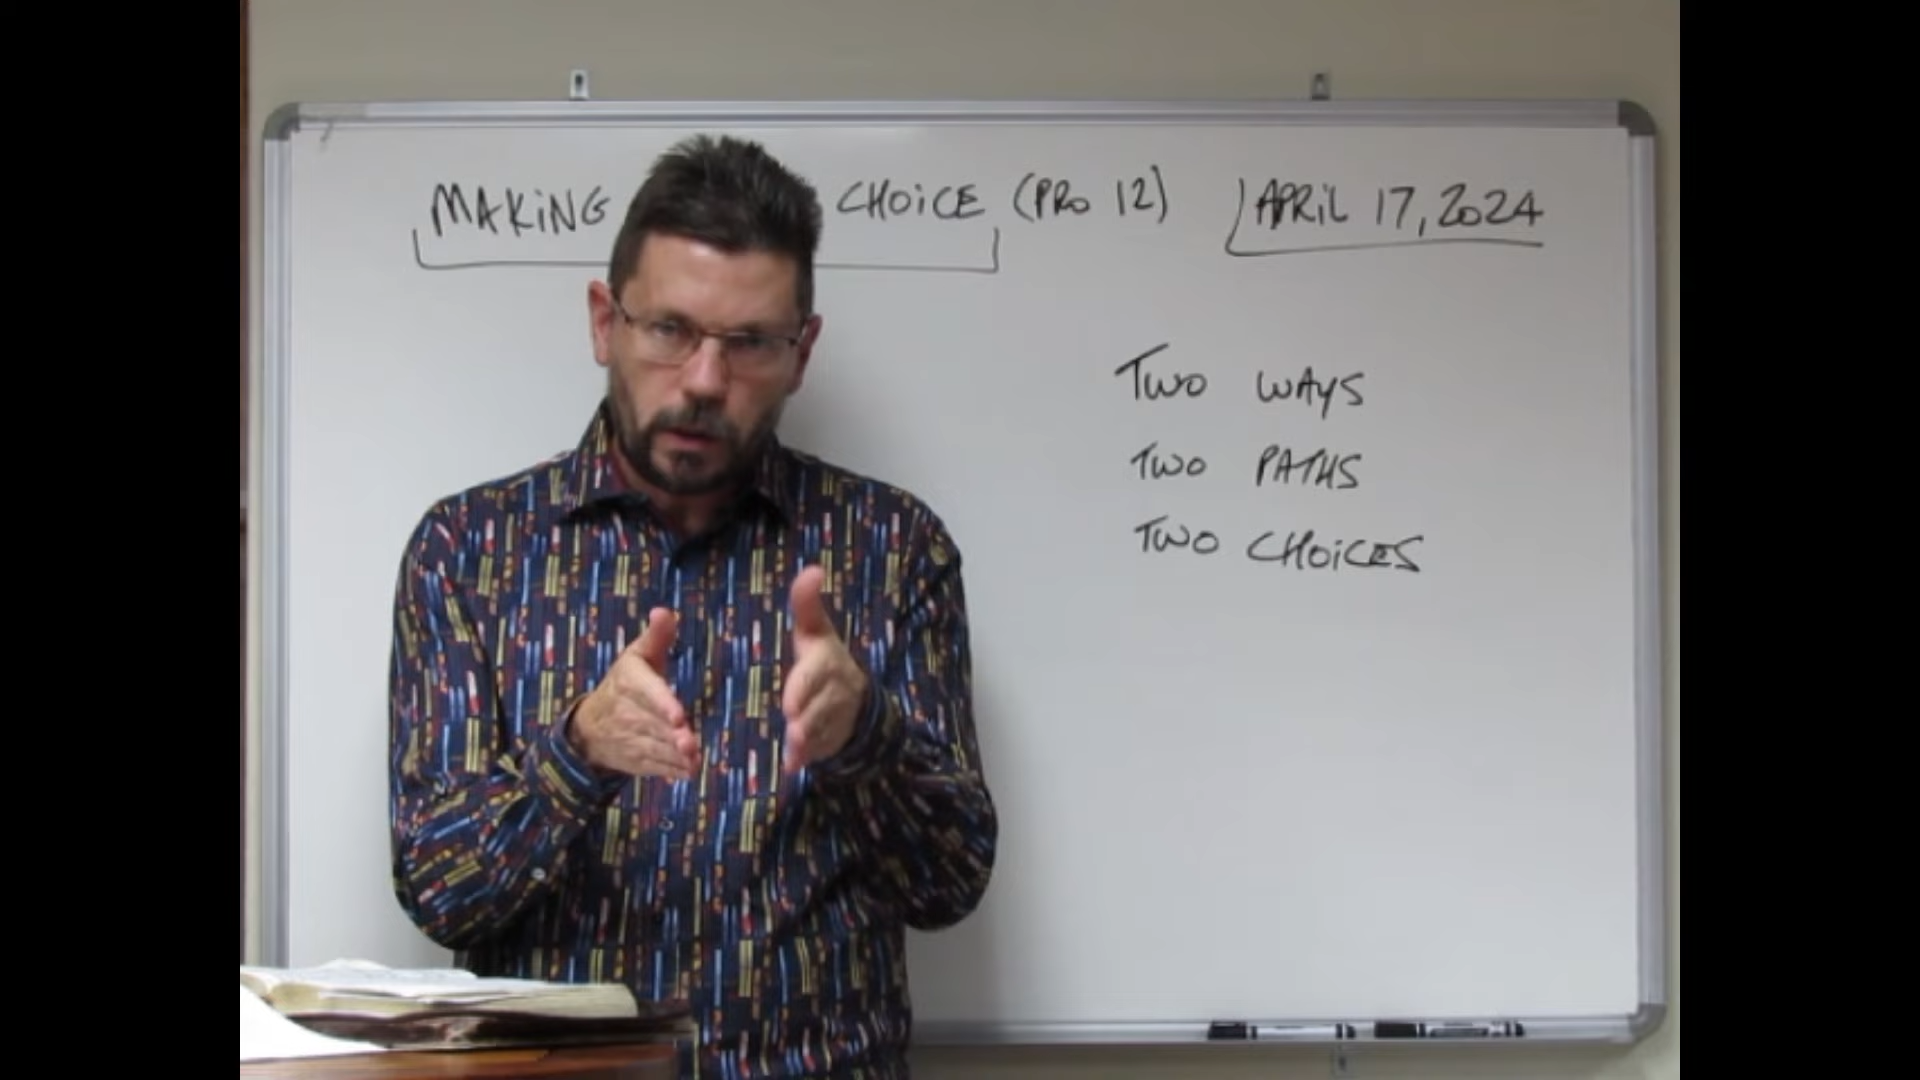 MAKING CHOICE (PRO 12) APRIL 17, 2024
TWO WAYS
TWO PATHS
TWO CHOICES